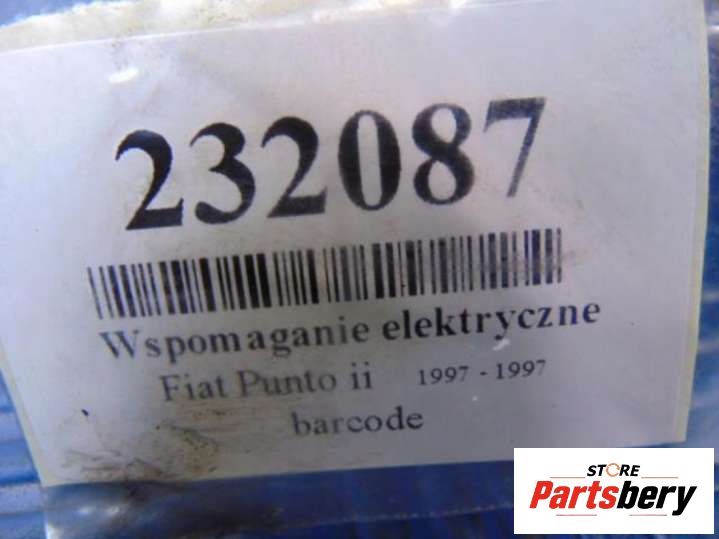 232087
Wspomaganie elektryczne
Fiat Punto ii 1997 - 1997
barcode
STORE
Partsbery